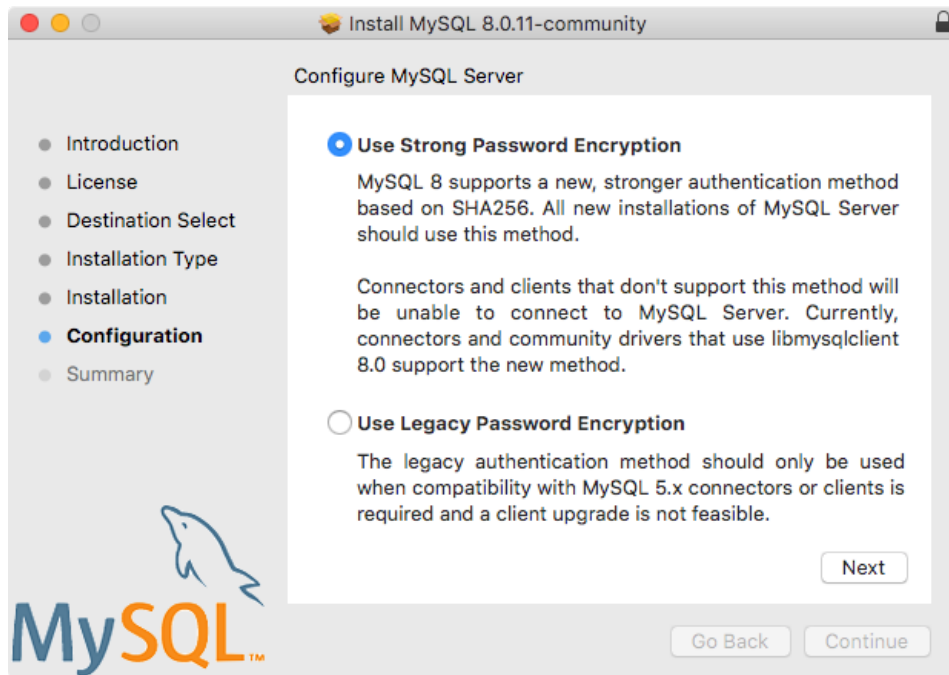 Install MySQL 8.0.11-community
Configure MySQL Server
Introduction
License
Destination Select
Installation Type
Installation
Configuration
Summary
Use Strong Password Encryption
MySQL 8 supports a new, stronger authentication method
based on SHA256. All new installations of MySQL Server
should use this method.
Connectors and clients that don't support this method will
be unable to connect to MySQL Server. Currently,
connectors and community drivers that use libmysqlclient
8.0 support the new method.
Use Legacy Password Encryption
The legacy authentication method should only be used
when compatibility with MySQL 5.x connectors or clients is
required and a client upgrade is not feasible.
Next
MySQL™
Go Back
Continue